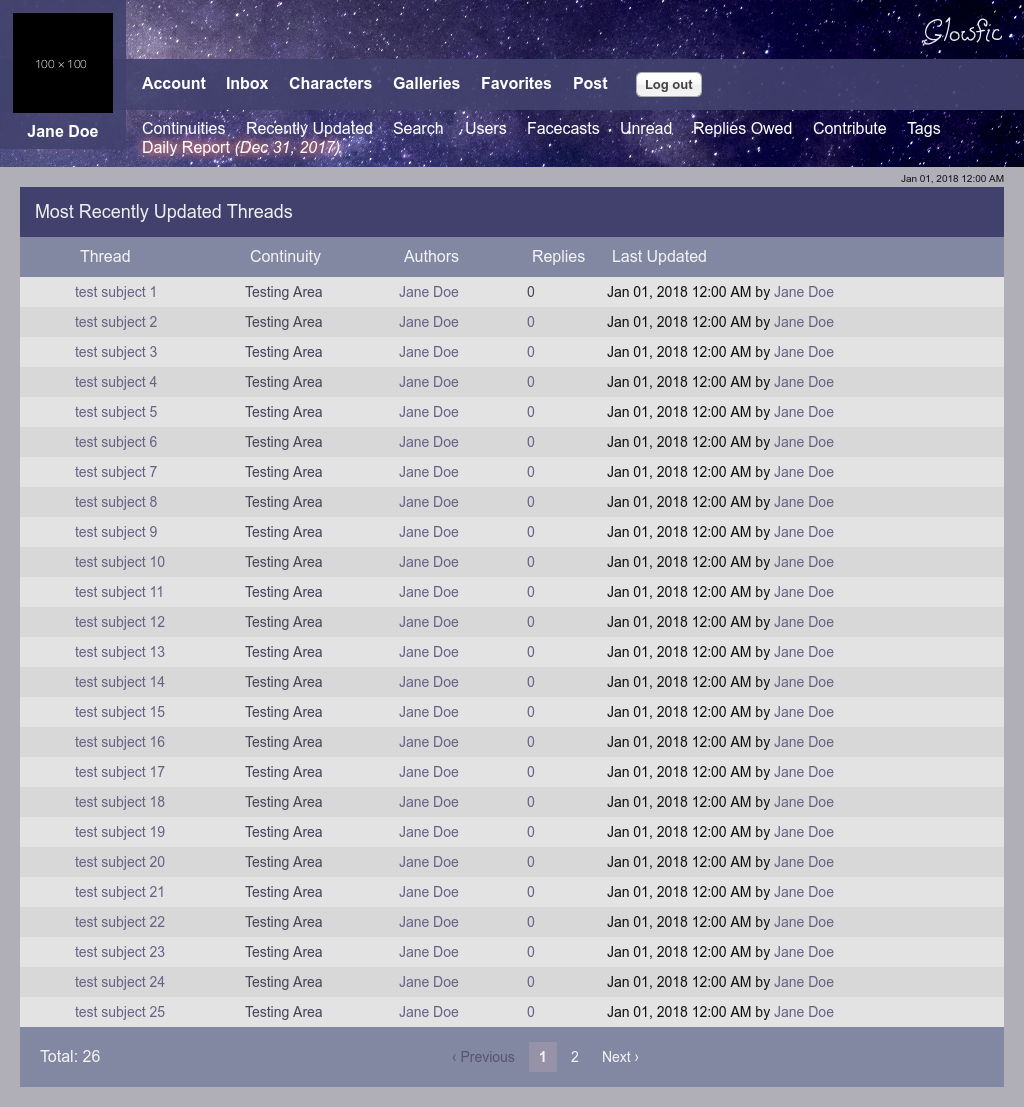 100 × 100
Jane Doe
Glowfic
Account Inbox Characters Galleries Favorites Post Log out
Continuities Recently Updated Search Users Facecasts Unread Replies Owed Contribute Tags
Daily Report (Dec 31, 2017)
Jan 01, 2018 12:00 AM
Most Recently Updated Threads
Thread Continuity Authors Replies Last Updated
test subject 1 Testing Area Jane Doe 0 Jan 01, 2018 12:00 AM by Jane Doe
test subject 2 Testing Area Jane Doe 0 Jan 01, 2018 12:00 AM by Jane Doe
test subject 3 Testing Area Jane Doe 0 Jan 01, 2018 12:00 AM by Jane Doe
test subject 4 Testing Area Jane Doe 0 Jan 01, 2018 12:00 AM by Jane Doe
test subject 5 Testing Area Jane Doe 0 Jan 01, 2018 12:00 AM by Jane Doe
test subject 6 Testing Area Jane Doe 0 Jan 01, 2018 12:00 AM by Jane Doe
test subject 7 Testing Area Jane Doe 0 Jan 01, 2018 12:00 AM by Jane Doe
test subject 8 Testing Area Jane Doe 0 Jan 01, 2018 12:00 AM by Jane Doe
test subject 9 Testing Area Jane Doe 0 Jan 01, 2018 12:00 AM by Jane Doe
test subject 10 Testing Area Jane Doe 0 Jan 01, 2018 12:00 AM by Jane Doe
test subject 11 Testing Area Jane Doe 0 Jan 01, 2018 12:00 AM by Jane Doe
test subject 12 Testing Area Jane Doe 0 Jan 01, 2018 12:00 AM by Jane Doe
test subject 13 Testing Area Jane Doe 0 Jan 01, 2018 12:00 AM by Jane Doe
test subject 14 Testing Area Jane Doe 0 Jan 01, 2018 12:00 AM by Jane Doe
test subject 15 Testing Area Jane Doe 0 Jan 01, 2018 12:00 AM by Jane Doe
test subject 16 Testing Area Jane Doe 0 Jan 01, 2018 12:00 AM by Jane Doe
test subject 17 Testing Area Jane Doe 0 Jan 01, 2018 12:00 AM by Jane Doe
test subject 18 Testing Area Jane Doe 0 Jan 01, 2018 12:00 AM by Jane Doe
test subject 19 Testing Area Jane Doe 0 Jan 01, 2018 12:00 AM by Jane Doe
test subject 20 Testing Area Jane Doe 0 Jan 01, 2018 12:00 AM by Jane Doe
test subject 21 Testing Area Jane Doe 0 Jan 01, 2018 12:00 AM by Jane Doe
test subject 22 Testing Area Jane Doe 0 Jan 01, 2018 12:00 AM by Jane Doe
test subject 23 Testing Area Jane Doe 0 Jan 01, 2018 12:00 AM by Jane Doe
test subject 24 Testing Area Jane Doe 0 Jan 01, 2018 12:00 AM by Jane Doe
test subject 25 Testing Area Jane Doe 0 Jan 01, 2018 12:00 AM by Jane Doe
Total: 26 ‹ Previous 1 2 Next ›